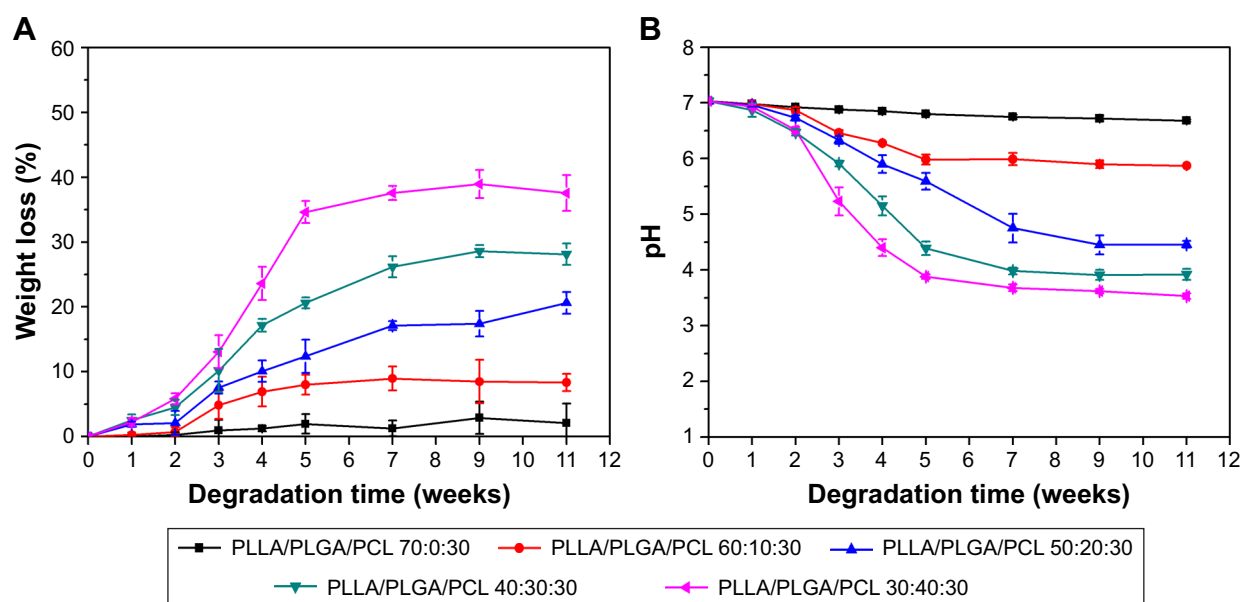 A
B
60
50
40
30
20
10
0
Weight loss (%)
0 1 2 3 4 5 6 7 8 9 10 11 12
Degradation time (weeks)
8
7
6
5
4
3
2
1
pH
0 1 2 3 4 5 6 7 8 9 10 11 12
Degradation time (weeks)
PLLA/PLGA/PCL 70:0:30 PLLA/PLGA/PCL 60:10:30 PLLA/PLGA/PCL 50:20:30
PLLA/PLGA/PCL 40:30:30 PLLA/PLGA/PCL 30:40:30